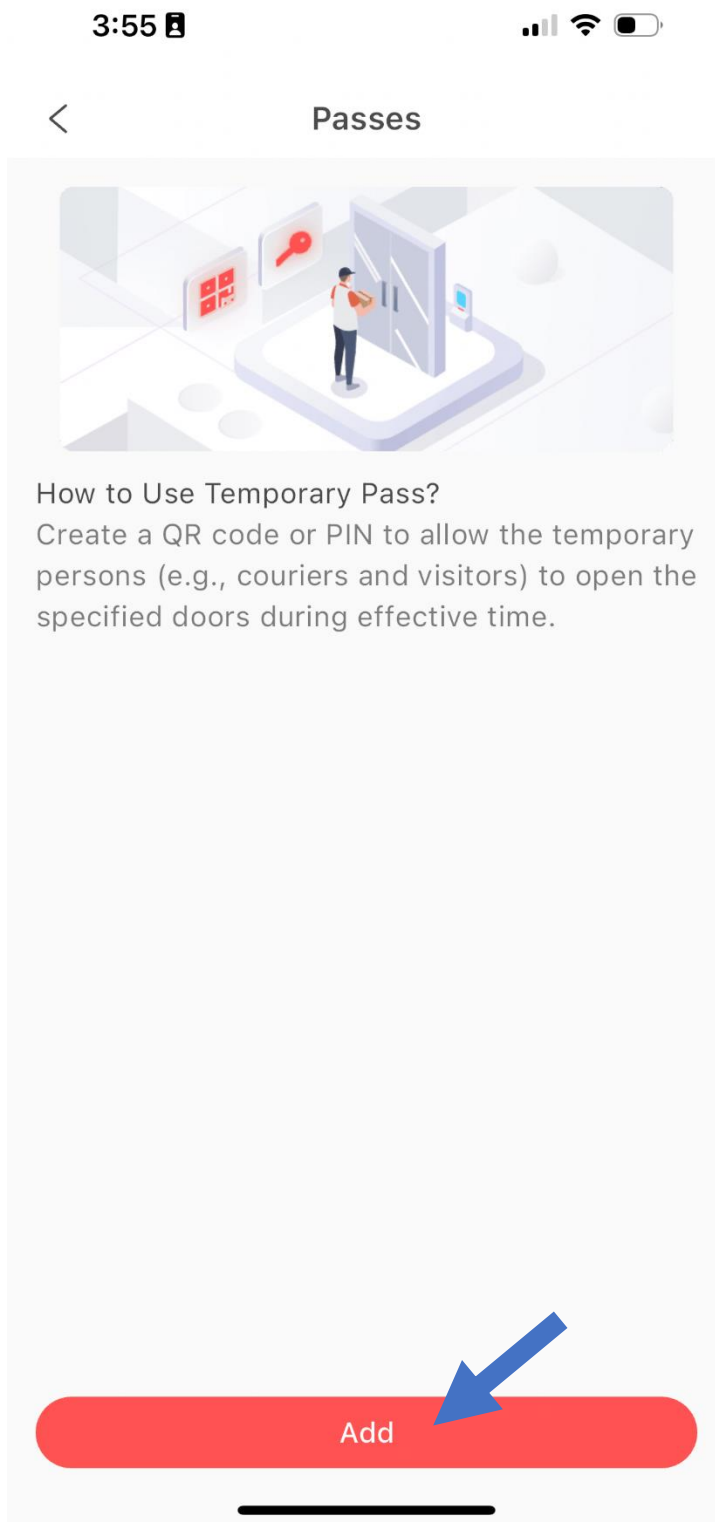 3:55
Passes
How to Use Temporary Pass?
Create a QR code or PIN to allow the temporary
persons (e.g., couriers and visitors) to open the
specified doors during effective time.
Add